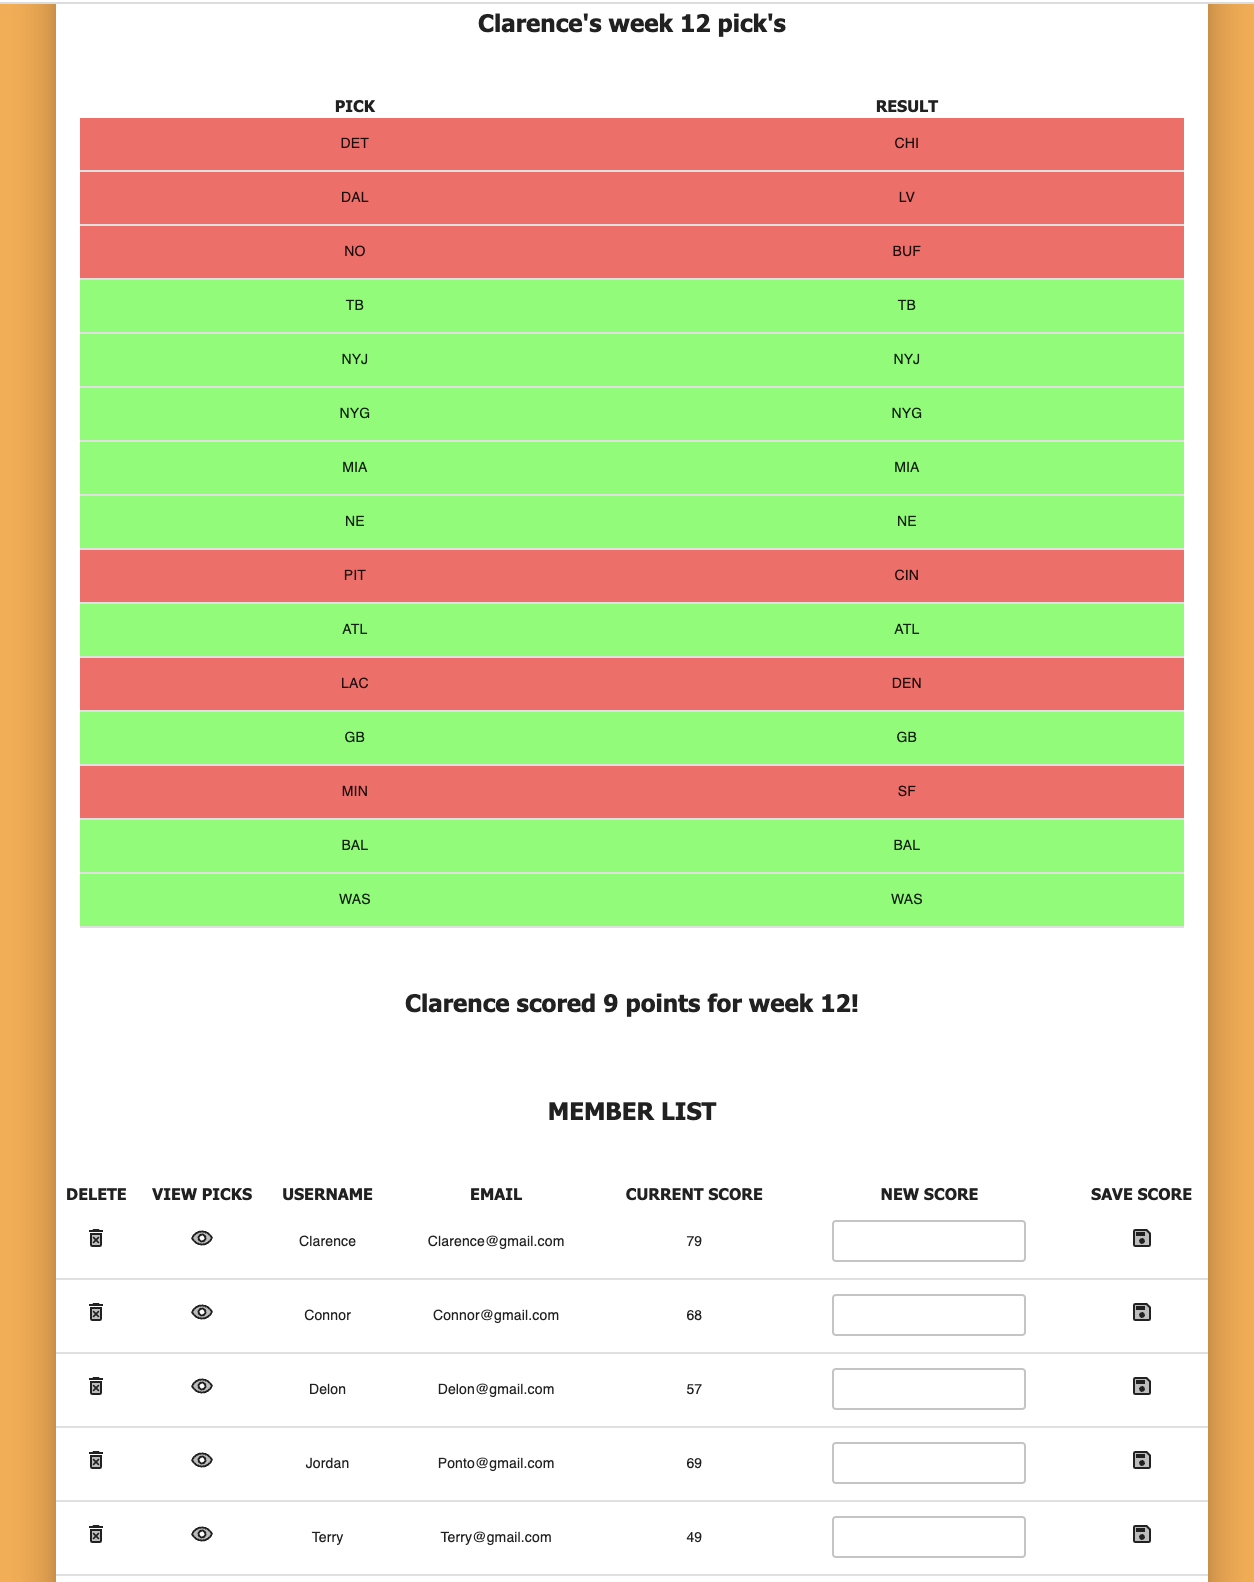 Clarence's week 12 pick's
PICK RESULT
DET CHI
DAL LV
NO BUF
TB TB
NYJ NYJ
NYG NYG
MIA MIA
NE NE
PIT CIN
ATL ATL
LAC DEN
GB GB
MIN SF
BAL BAL
WAS WAS
Clarence scored 9 points for week 12!
MEMBER LIST
DELETE VIEW PICKS USERNAME EMAIL CURRENT SCORE NEW SCORE SAVE SCORE
Clarence Clarence@gmail.com 79
Connor Connor@gmail.com 68
Delon Delon@gmail.com 57
Jordan Ponto@gmail.com 69
Terry Terry@gmail.com 49